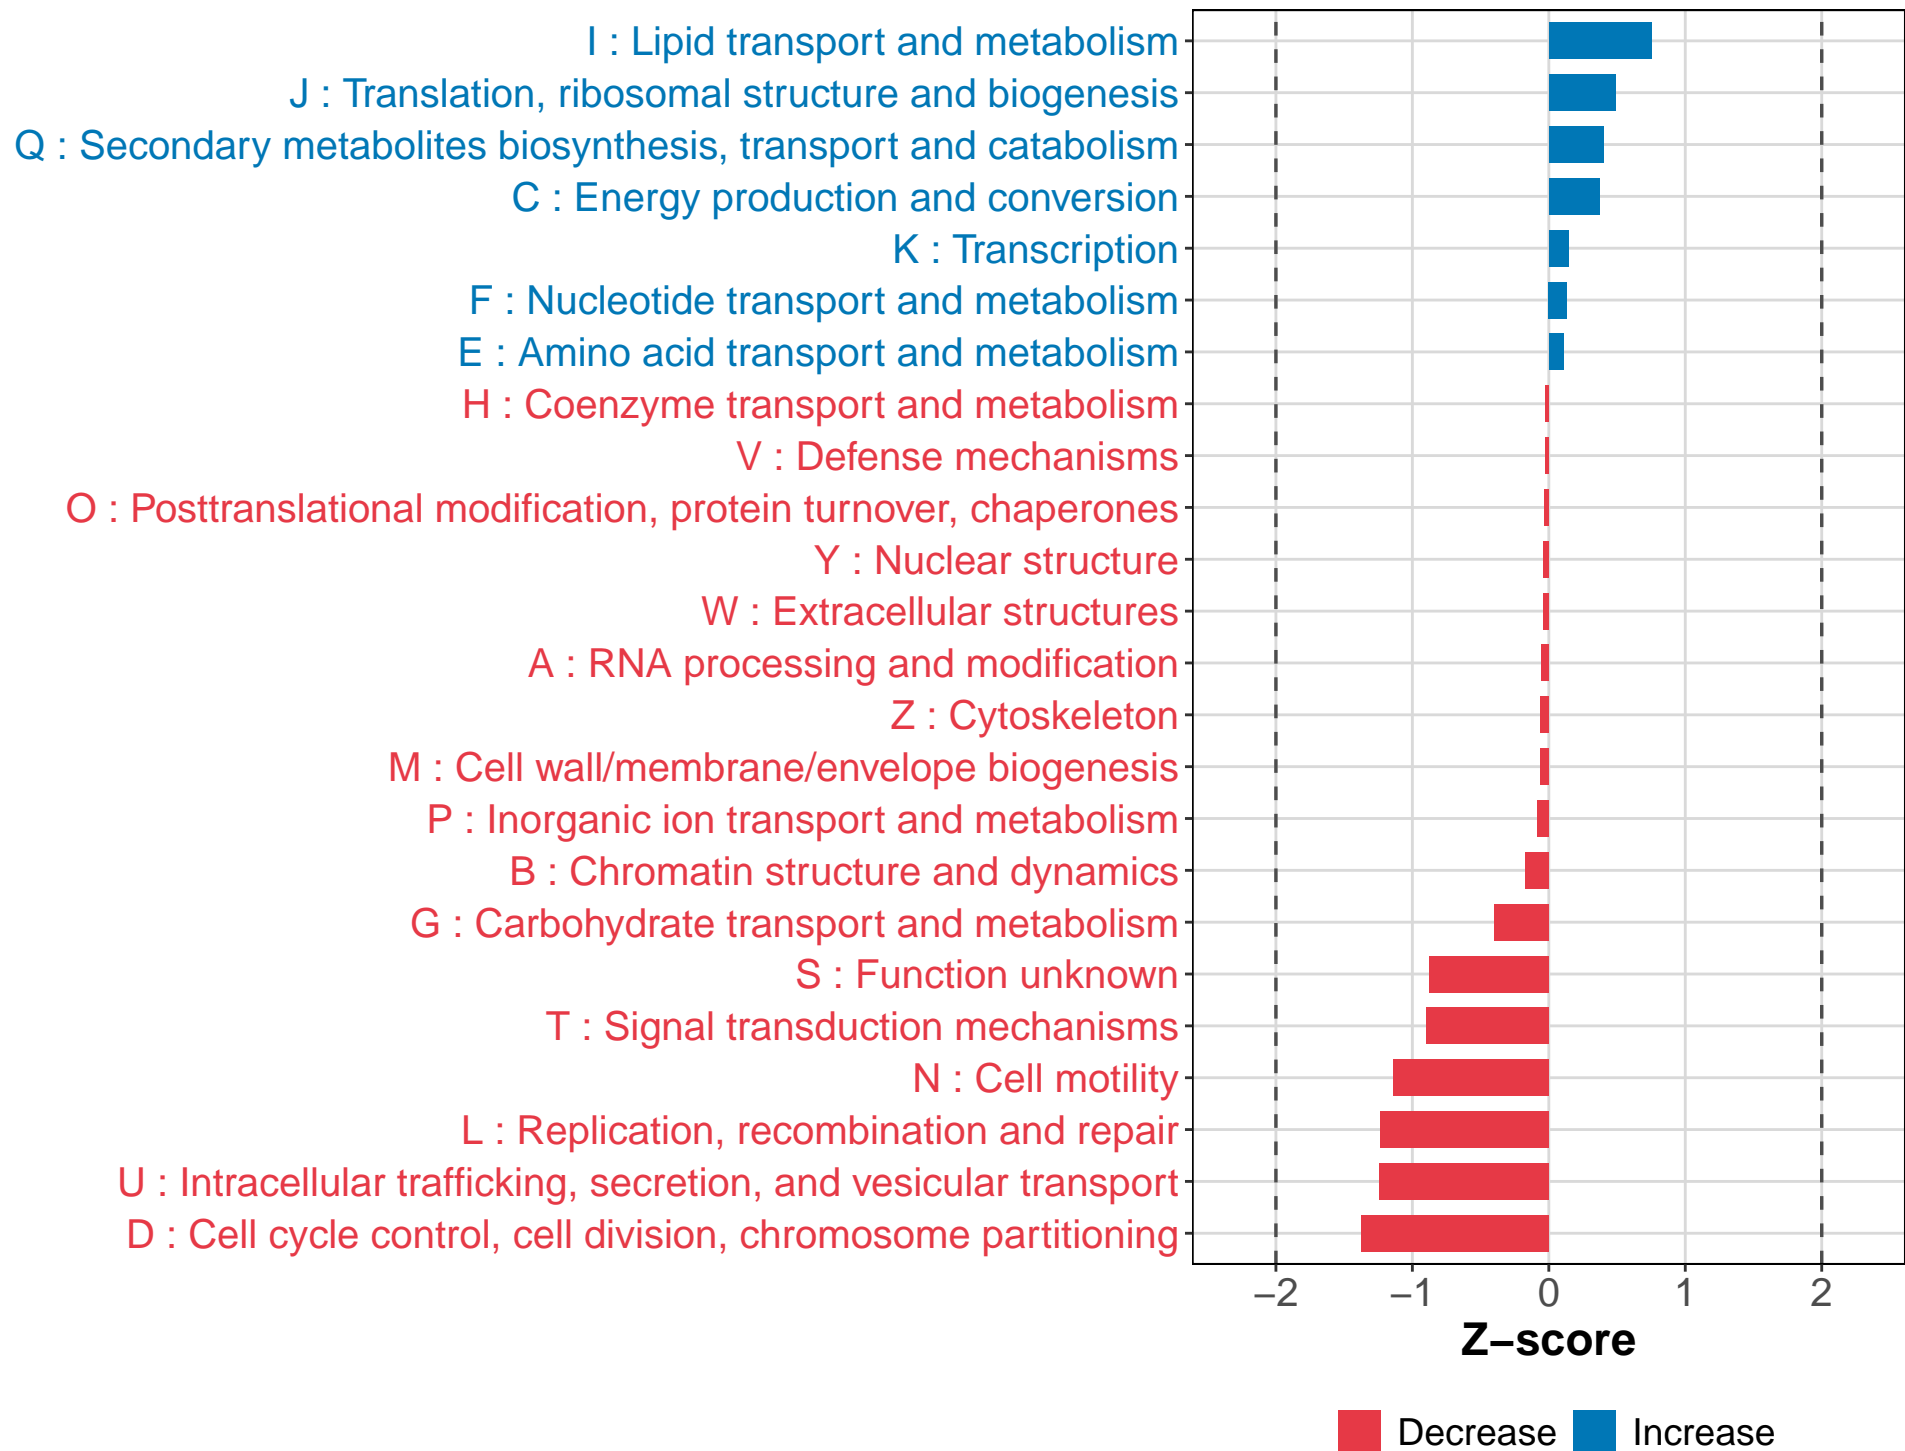 I : Lipid transport and metabolism
J : Translation, ribosomal structure and biogenesis
Q : Secondary metabolites biosynthesis, transport and catabolism
C : Energy production and conversion
K : Transcription
F : Nucleotide transport and metabolism
E : Amino acid transport and metabolism
H : Coenzyme transport and metabolism
V : Defense mechanisms
O : Posttranslational modification, protein turnover, chaperones
Y : Nuclear structure
W : Extracellular structures
A : RNA processing and modification
Z : Cytoskeleton
M : Cell wall/membrane/envelope biogenesis
P : Inorganic ion transport and metabolism
B : Chromatin structure and dynamics
G : Carbohydrate transport and metabolism
S : Function unknown
T : Signal transduction mechanisms
N : Cell motility
L : Replication, recombination and repair
U : Intracellular trafficking, secretion, and vesicular transport
D : Cell cycle control, cell division, chromosome partitioning
−2 −1 0 1 2
Z−score
Decrease Increase